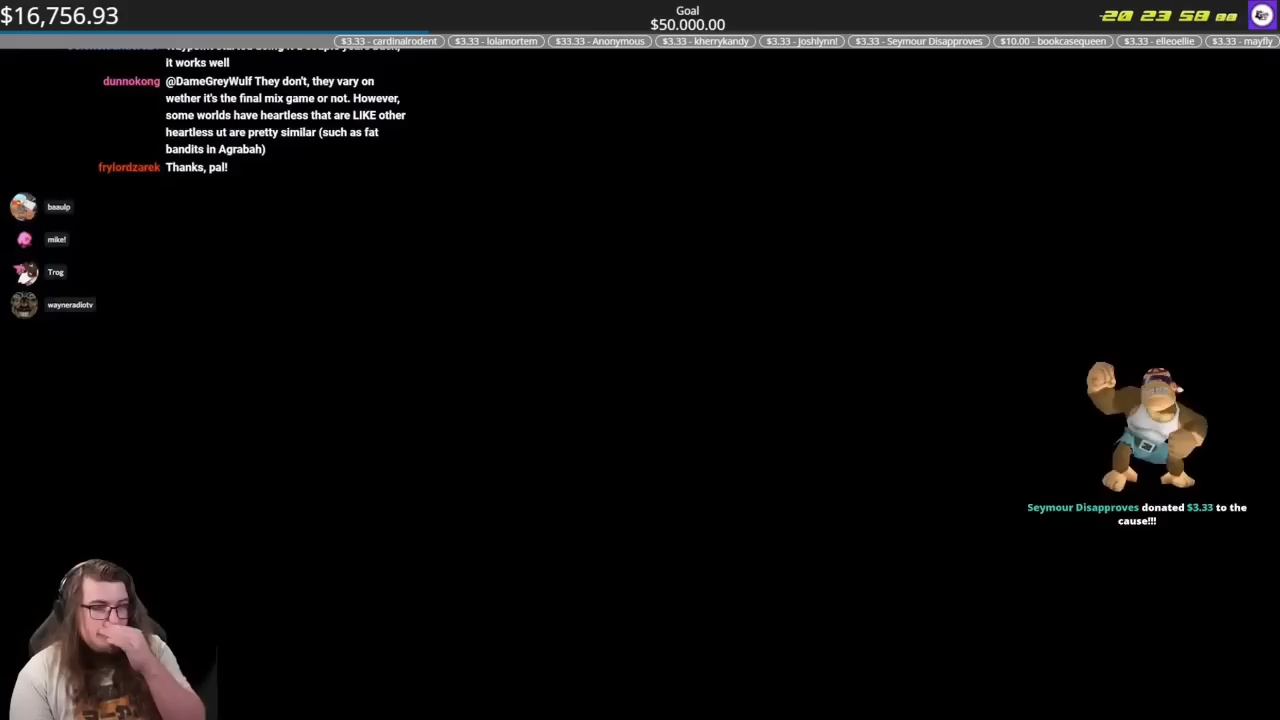 $16,756.93
Goal
$50.000.00
20 23 58
$3.33 - cardinalrodent
$3.33 - lolamortem
$33.33 - Anonymous
$3.33 - kherrykandy
$3.33 - Joshlynn!
$3.33 - Seymour Disapproves
$10.00 - bookcasequeen
$3.33 - elleoellie
$3.33 - mayfly
it works well
dunnokong @DameGreyWulf They don't, they vary on
wether it's the final mix game or not. However,
some worlds have heartless that are LIKE other
heartless ut are pretty similar (such as fat
bandits in Agrabah)
frylordzarek Thanks, pal!
baaulp
mike!
Trog
wayneradiotv
Seymour Disapproves donated $3.33 to the
cause!!!